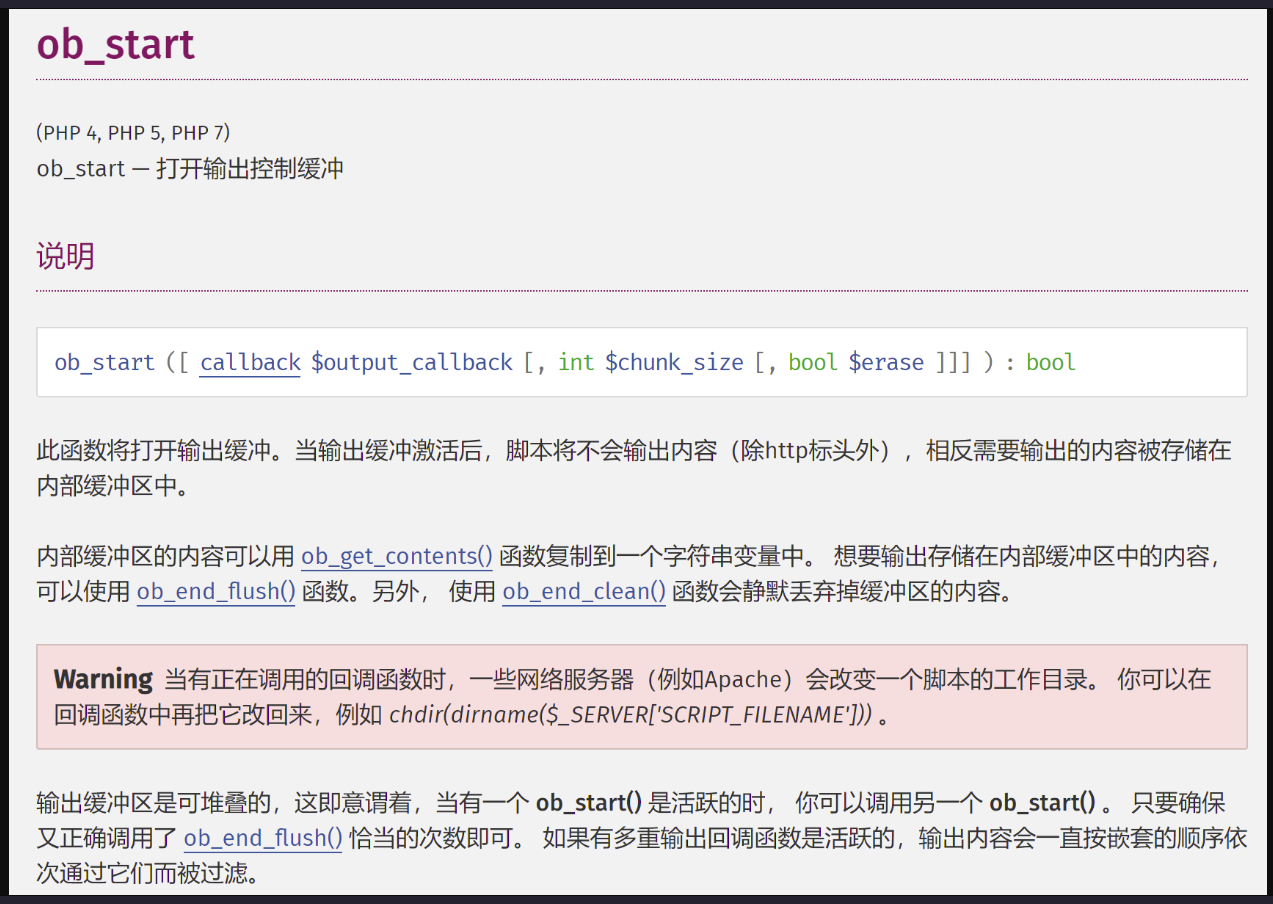 ob_start
(PHP 4, PHP 5, PHP 7)
ob_start — 打开输出控制缓冲
说明
ob_start ([ callback $output_callback [, int $chunk_size [, bool $erase ]]] ) : bool
此函数将打开输出缓冲。当输出缓冲激活后，脚本将不会输出内容（除http标头外），相反需要输出的内容被存储在
内部缓冲区中。
内部缓冲区的内容可以用 ob_get_contents() 函数复制到一个字符串变量中。 想要输出存储在内部缓冲区中的内容，
可以使用 ob_end_flush() 函数。另外， 使用 ob_end_clean() 函数会静默丢弃掉缓冲区的内容。
Warning 当有正在调用的回调函数时，一些网络服务器（例如Apache）会改变一个脚本的工作目录。 你可以在
回调函数中再把它改回来，例如 chdir(dirname($_SERVER['SCRIPT_FILENAME'])) 。
输出缓冲区是可堆叠的，这即意谓着，当有一个 ob_start() 是活跃的时， 你可以调用另一个 ob_start() 。 只要确保
又正确调用了 ob_end_flush() 恰当的次数即可。 如果有多重输出回调函数是活跃的，输出内容会一直按嵌套的顺序依
次通过它们而被过滤。